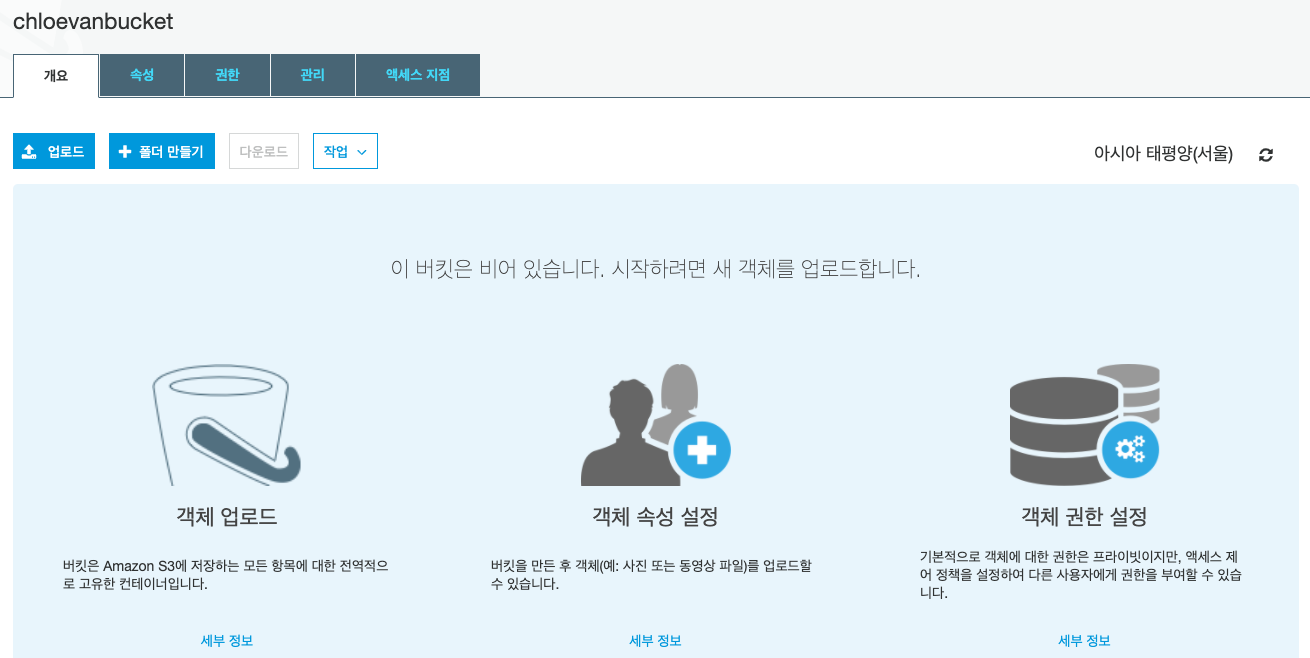 chloevanbucket
개요
속성
권한
관리
액세스 지점
업로드
폴더 만들기
다운로드
작업
아시아 태평양(서울)
이 버킷은 비어 있습니다. 시작하려면 새 객체를 업로드합니다.
객체 업로드
버킷은 Amazon S3에 저장하는 모든 항목에 대한 전역적으
로 고유한 컨테이너입니다.
세부 정보
객체 속성 설정
버킷을 만든 후 객체(예: 사진 또는 동영상 파일)를 업로드할
수 있습니다.
세부 정보
객체 권한 설정
기본적으로 객체에 대한 권한은 프라이빗이지만, 액세스 제
어 정책을 설정하여 다른 사용자에게 권한을 부여할 수 있습
니다.
세부 정보